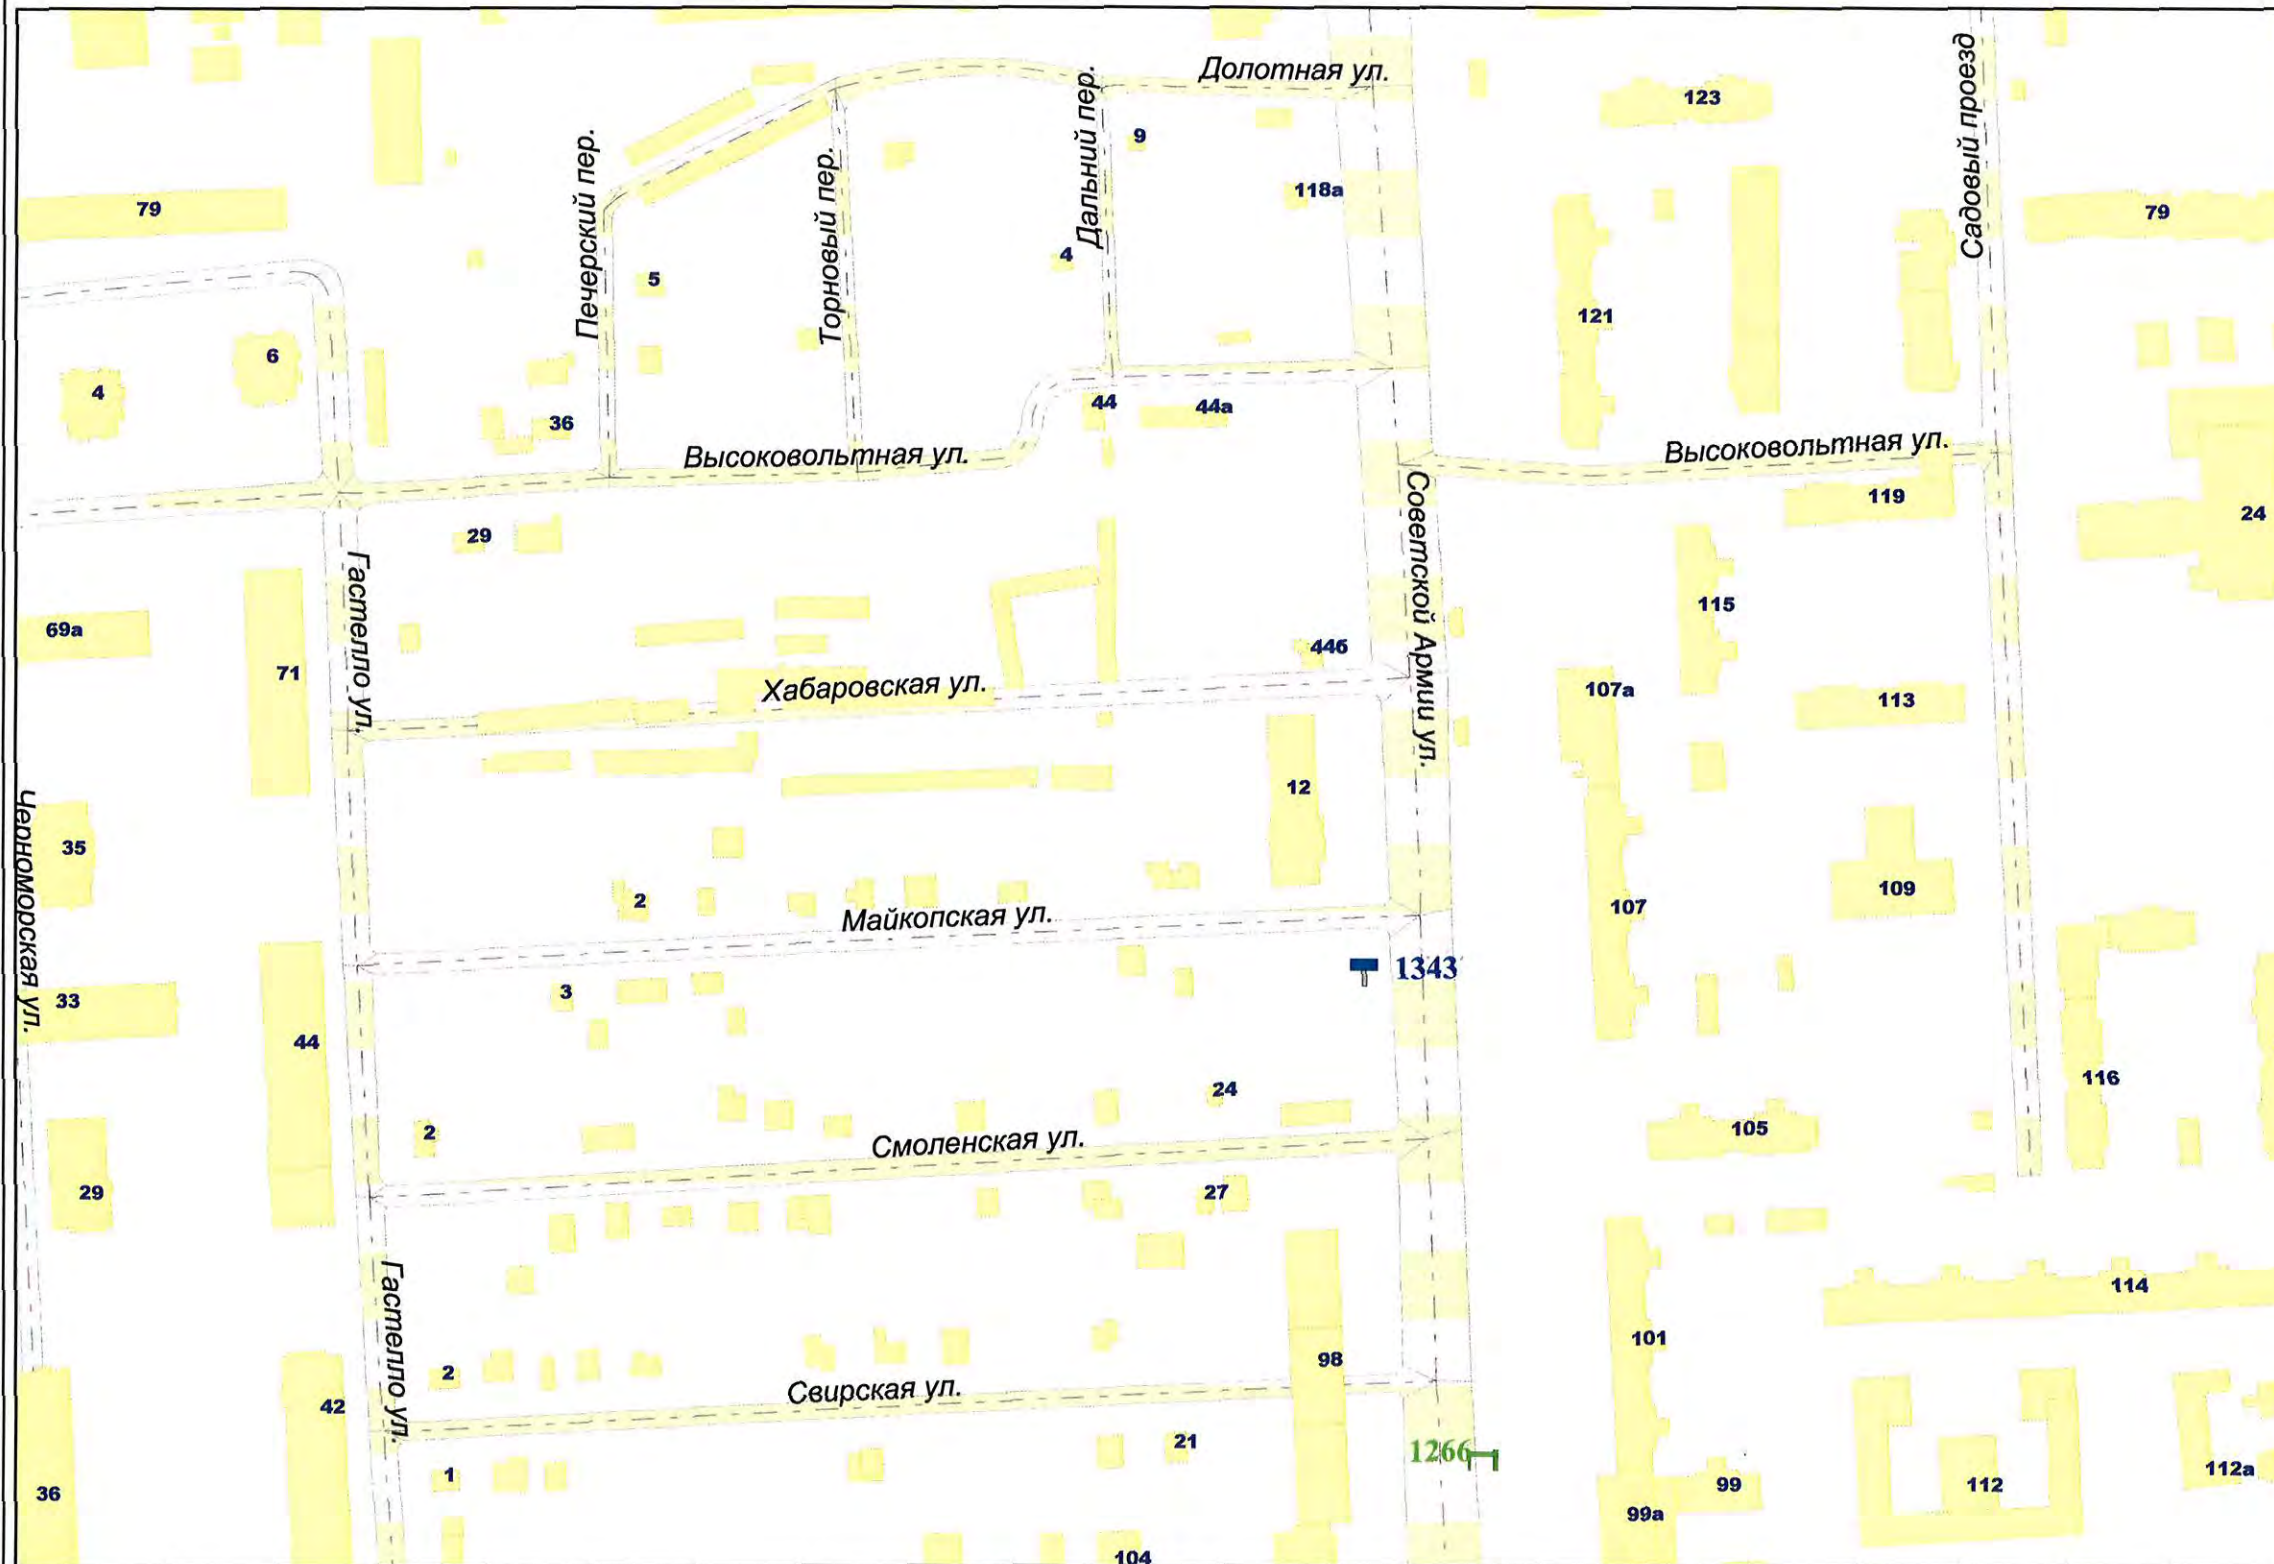 Долотная ул.
Садовый проезд
Дальний пер.
123
9
Печерский пер.
Торновый пер.
118а
79
79
4
5
121
6
4
44
44а
36
Высоковольтная ул.
Высоковольтная ул.
Советской Армии ул.
119
24
29
Гастелло ул.
115
69а
44б
71
Хабаровская ул.
107а
113
12
Черноморская ул.
35
109
2
107
Майкопская ул.
1343
3
33
44
116
24
105
2
Смоленская ул.
29
27
Гастелло ул.
114
101
98
2
Свирская ул.
42
21
1266
112а
1
99
112
36
99а
104